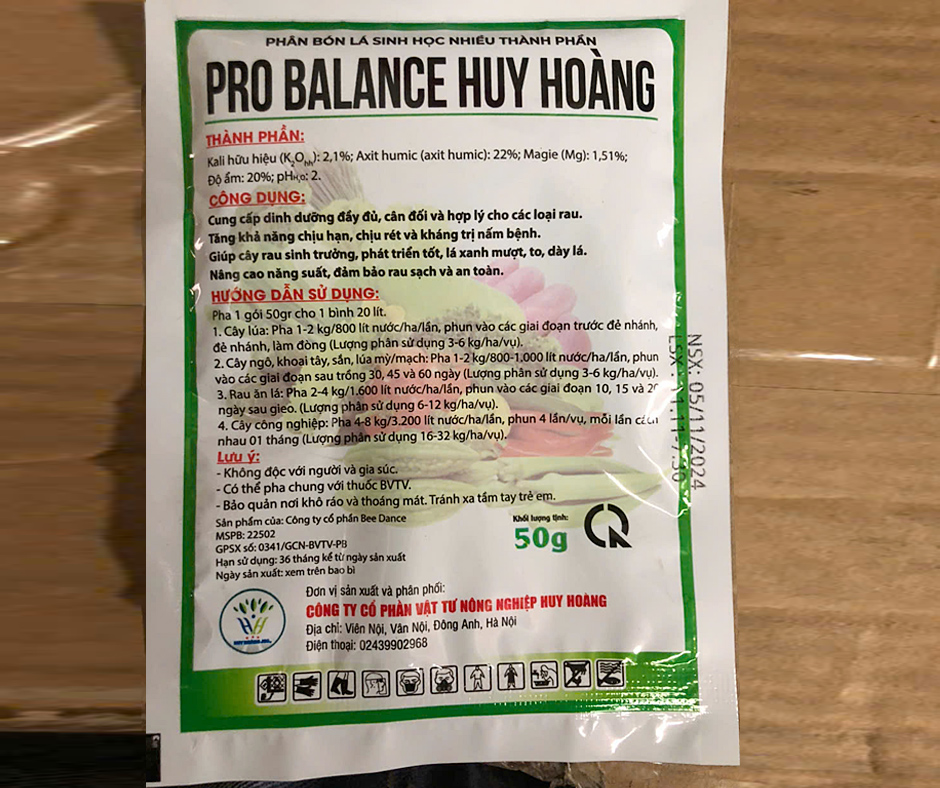 PHÂN BÓN LÁ SINH HỌC NHIỀU THÀNH PHẦN
PRO BALANCE HUY HOÀNG
THÀNH PHẦN:
Kali hữu hiệu (K₂Ohh): 2,1%; Axit humic (axit humic): 22%; Magie (Mg): 1,51%;
Độ ẩm: 20%; pHH₂O: 2.
CÔNG DỤNG:
Cung cấp dinh dưỡng đầy đủ, cân đối và hợp lý cho các loại rau.
Tăng khả năng chịu hạn, chịu rét và kháng trị nấm bệnh.
Giúp cây rau sinh trưởng, phát triển tốt, lá xanh mượt, to, dày lá.
Nâng cao năng suất, đảm bảo rau sạch và an toàn.
HƯỚNG DẪN SỬ DỤNG:
Pha 1 gói 50gr cho 1 bình 20 lít.
1. Cây lúa: Pha 1-2 kg/800 lít nước/ha/lần, phun vào các giai đoạn trước đẻ nhánh,
đẻ nhánh, làm đòng (Lượng phân sử dụng 3-6 kg/ha/vụ).
2. Cây ngô, khoai tây, sắn, lúa mỳ/mạch: Pha 1-2 kg/800-1.000 lít nước/ha/lần, phun
vào các giai đoạn sau trồng 30, 45 và 60 ngày (Lượng phân sử dụng 3-6 kg/ha/vụ).
3. Rau ăn lá: Pha 2-4 kg/1.600 lít nước/ha/lần, phun vào các giai đoạn 10, 15 và 20
ngày sau gieo. (Lượng phân sử dụng 6-12 kg/ha/vụ).
4. Cây công nghiệp: Pha 4-8 kg/3.200 lít nước/ha/lần, phun 4 lần/vụ, mỗi lần cách
nhau 01 tháng (Lượng phân sử dụng 16-32 kg/ha/vụ).
Lưu ý:
- Không độc với người và gia súc.
- Có thể pha chung với thuốc BVTV.
- Bảo quản nơi khô ráo và thoáng mát. Tránh xa tầm tay trẻ em.
Sản phẩm của: Công ty cổ phần Bee Dance
MSPB: 22502
GPSX số: 0341/GCN-BVTV-PB
Hạn sử dụng: 36 tháng kể từ ngày sản xuất
Ngày sản xuất: xem trên bao bì
Khối lượng tịnh:
50g
Đơn vị sản xuất và phân phối:
CÔNG TY CỔ PHẦN VẬT TƯ NÔNG NGHIỆP HUY HOÀNG
Địa chỉ: Viên Nội, Vân Nội, Đông Anh, Hà Nội
Điện thoại: 02439902968
NSX: 05/11/2024
LSX: